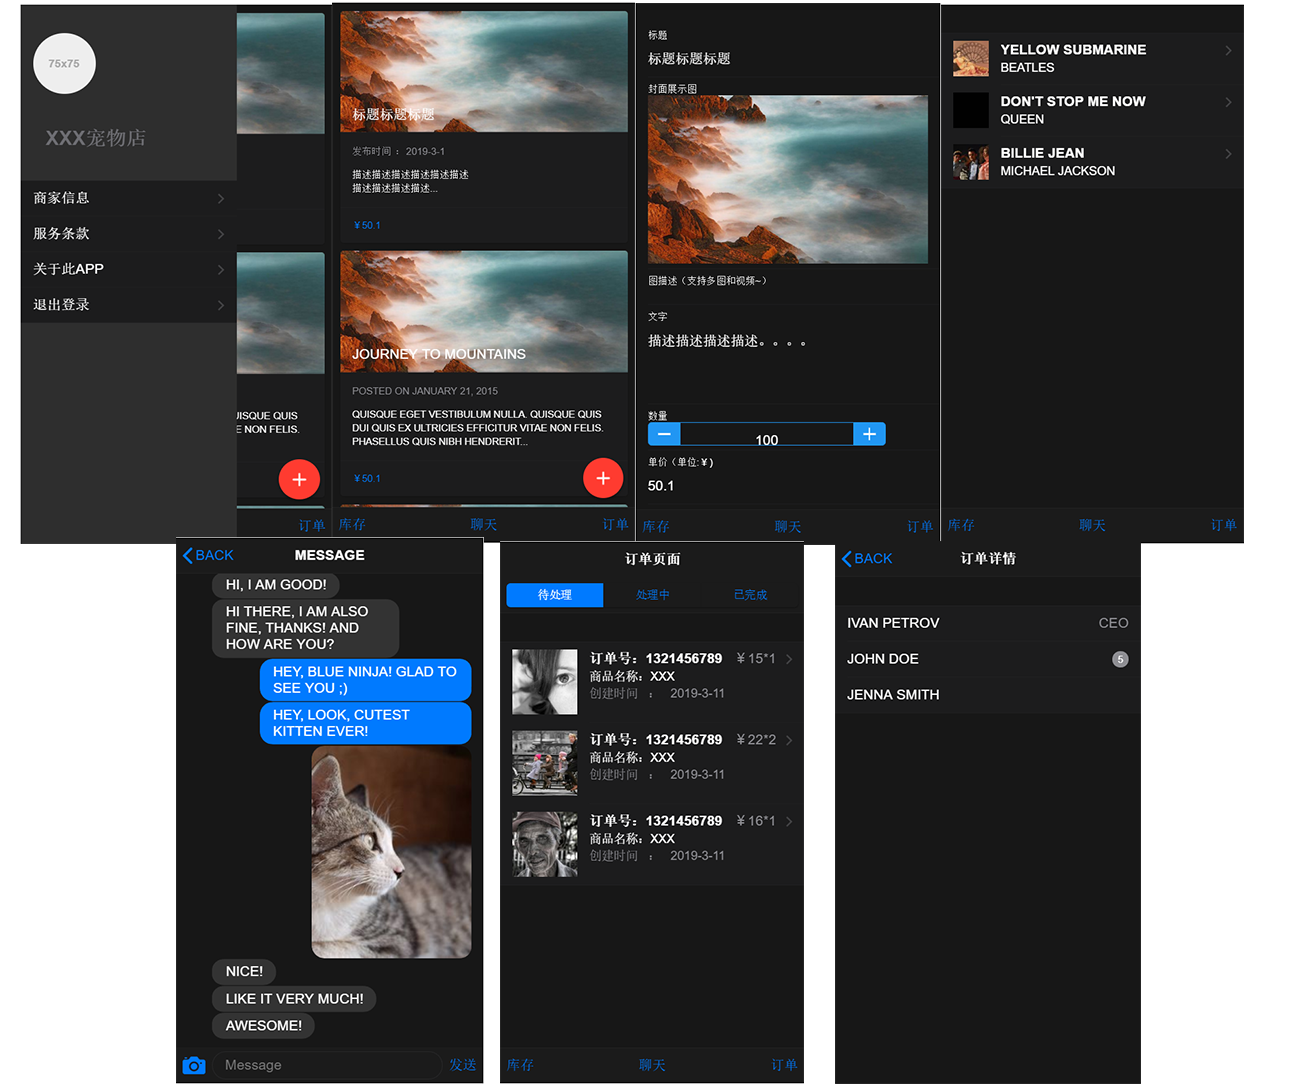 75x75
XXX宠物店
商家信息
服务条款
关于此APP
退出登录
UISQUE QUIS
E NON FELIS.
+
订单
标题标题标题
发布时间 ： 2019-3-1
描述描述描述描述描述描述
描述描述描述描述...
¥50.1
JOURNEY TO MOUNTAINS
POSTED ON JANUARY 21, 2015
QUISQUE EGET VESTIBULUM NULLA. QUISQUE QUIS
DUI QUIS EX ULTRICIES EFFICITUR VITAE NON FELIS.
PHASELLUS QUIS NIBH HENDRERIT...
¥50.1
+
库存 聊天 订单
标题
标题标题标题
封面展示图
图描述（支持多图和视频~）
文字
描述描述描述描述。。。。
数量
− 100 +
单价（单位:¥）
50.1
库存 聊天 订单
YELLOW SUBMARINE
BEATLES
DON'T STOP ME NOW
QUEEN
BILLIE JEAN
MICHAEL JACKSON
库存 聊天 订单
BACK MESSAGE
HI, I AM GOOD!
HI THERE, I AM ALSO
FINE, THANKS! AND
HOW ARE YOU?
HEY, BLUE NINJA! GLAD TO
SEE YOU ;)
HEY, LOOK, CUTEST
KITTEN EVER!
NICE!
LIKE IT VERY MUCH!
AWESOME!
Message 发送
订单页面
待处理 处理中 已完成
订单号：1321456789 ¥15*1
商品名称：XXX
创建时间 ： 2019-3-11
订单号：1321456789 ¥22*2
商品名称：XXX
创建时间 ： 2019-3-11
订单号：1321456789 ¥16*1
商品名称：XXX
创建时间 ： 2019-3-11
库存 聊天 订单
BACK 订单详情
IVAN PETROV CEO
JOHN DOE 5
JENNA SMITH